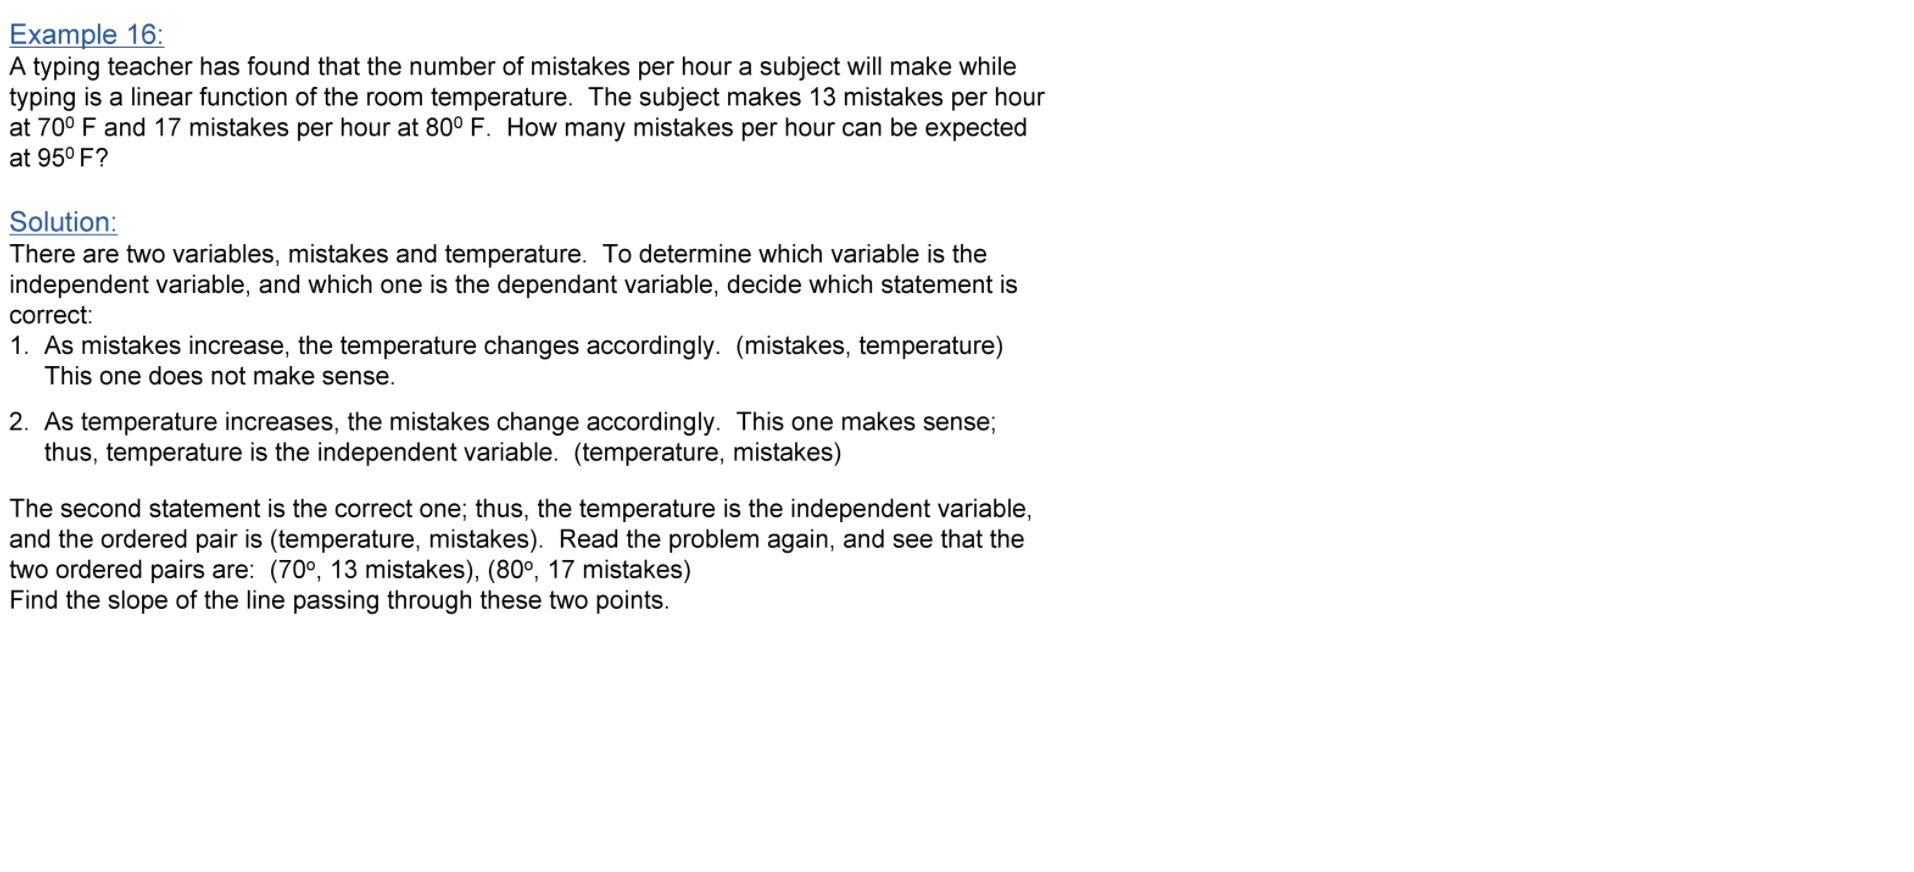 Example 16:
A typing teacher has found that the number of mistakes per hour a subject will make while
typing is a linear function of the room temperature.  The subject makes 13 mistakes per hour
at 70⁰ F and 17 mistakes per hour at 80⁰ F.  How many mistakes per hour can be expected
at 95⁰ F?
Solution:
There are two variables, mistakes and temperature.  To determine which variable is the
independent variable, and which one is the dependant variable, decide which statement is
correct:
1.  As mistakes increase, the temperature changes accordingly.  (mistakes, temperature)
This one does not make sense.
2.  As temperature increases, the mistakes change accordingly.  This one makes sense;
thus, temperature is the independent variable.  (temperature, mistakes)
The second statement is the correct one; thus, the temperature is the independent variable,
and the ordered pair is (temperature, mistakes).  Read the problem again, and see that the
two ordered pairs are:  (70º, 13 mistakes), (80º, 17 mistakes)
Find the slope of the line passing through these two points.